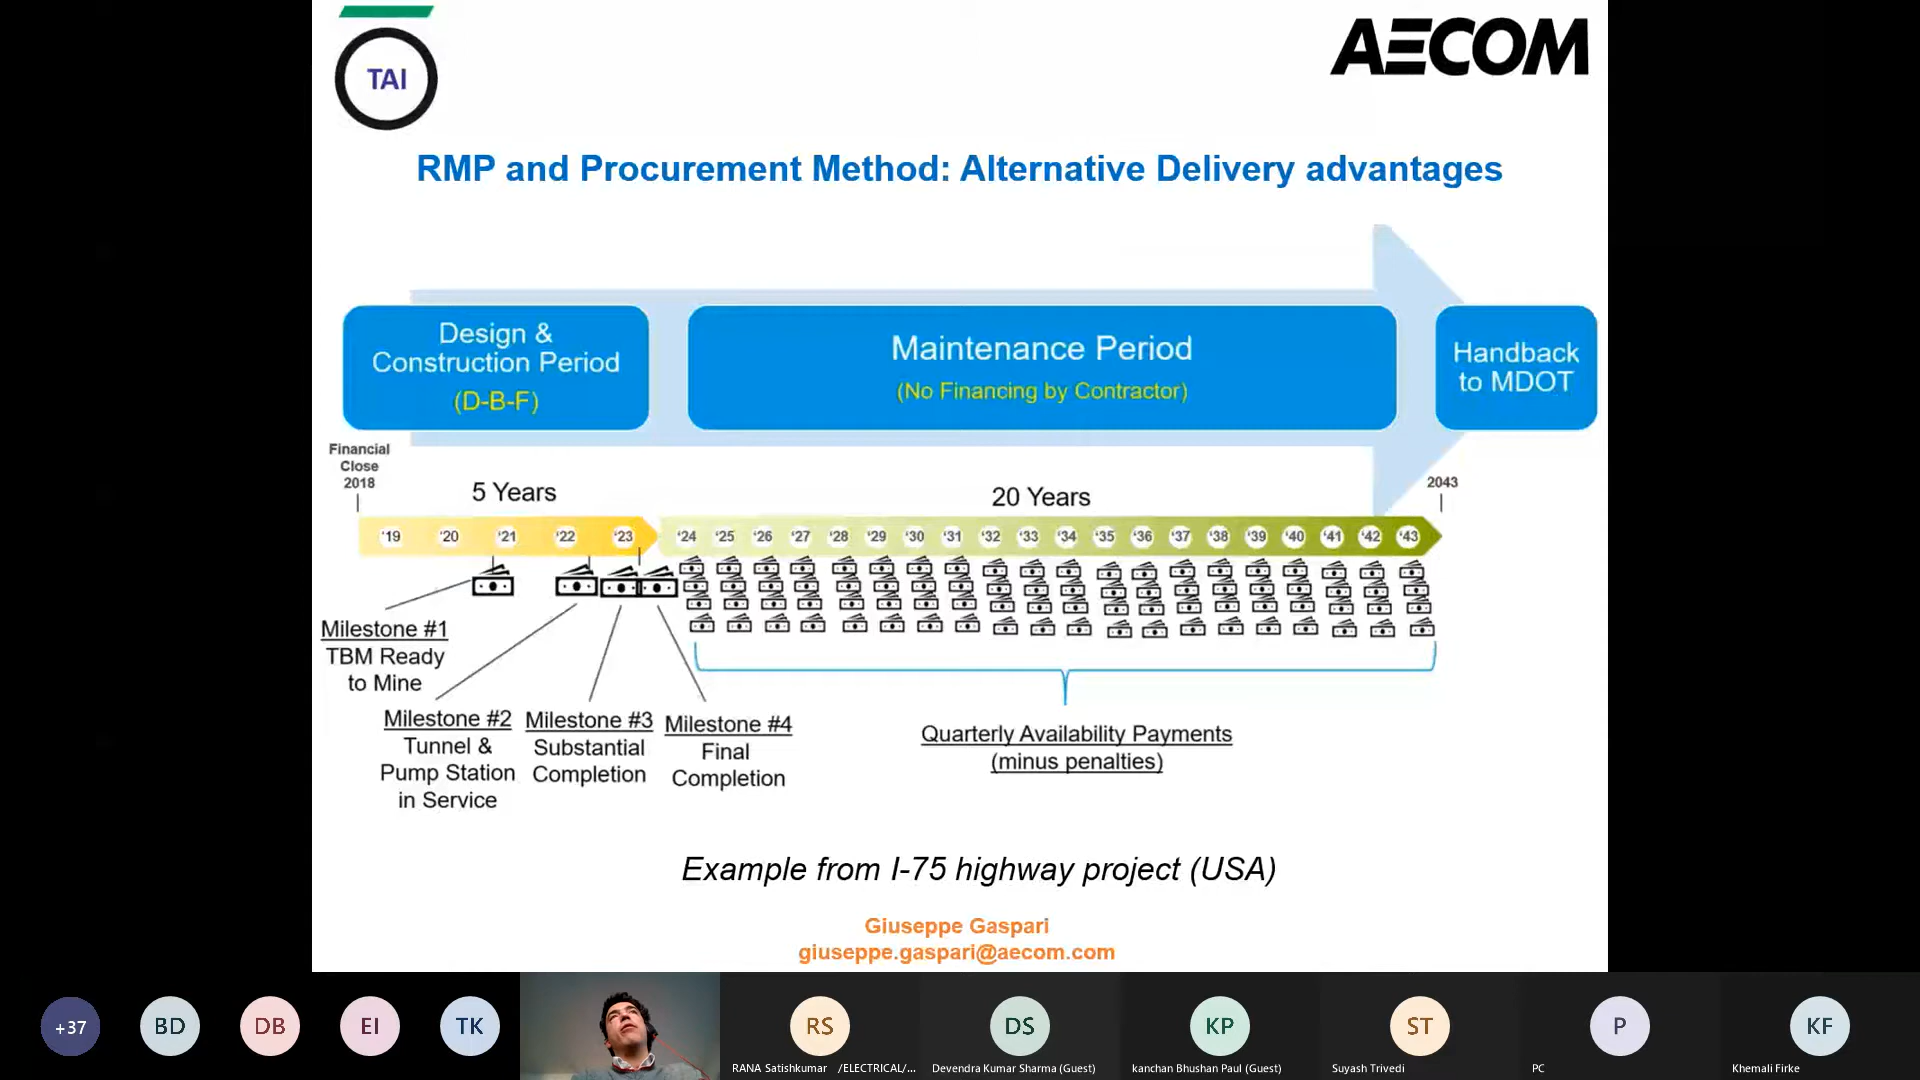 TAI
AECOM
RMP and Procurement Method: Alternative Delivery advantages
Design &
Construction Period
(D-B-F)
Maintenance Period
(No Financing by Contractor)
Handback
to MDOT
Financial
Close
2018
5 Years
20 Years
2043
'19 '20 '21 '22 '23 '24 '25 '26 '27 '28 '29 '30 '31 '32 '33 '34 '35 '36 '37 '38 '39 '40 '41 '42 '43
Milestone #1
TBM Ready
to Mine
Milestone #2
Tunnel &
Pump Station
in Service
Milestone #3
Substantial
Completion
Milestone #4
Final
Completion
Quarterly Availability Payments
(minus penalties)
Example from I-75 highway project (USA)
Giuseppe Gaspari
giuseppe.gaspari@aecom.com
+37
BD
DB
EI
TK
RS
RANA Satishkumar /ELECTRICAL/...
DS
Devendra Kumar Sharma (Guest)
KP
kanchan Bhushan Paul (Guest)
ST
Suyash Trivedi
P
PC
KF
Khemali Firke